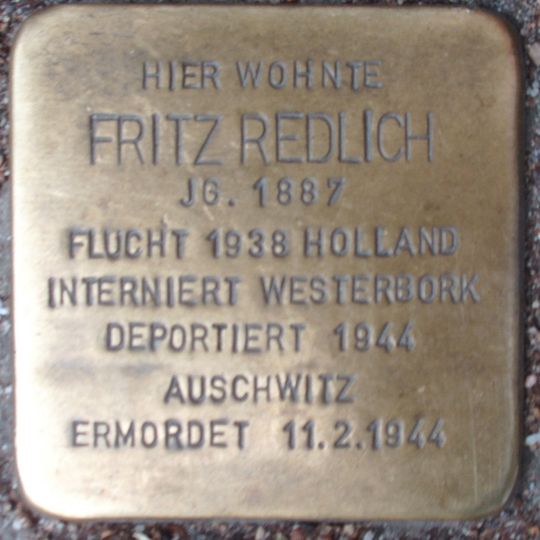 HIER WOHNTE
FRITZ REDLICH
JG. 1887
FLUCHT 1938 HOLLAND
INTERNIERT WESTERBORK
DEPORTIERT 1944
AUSCHWITZ
ERMORDET 11.2.1944